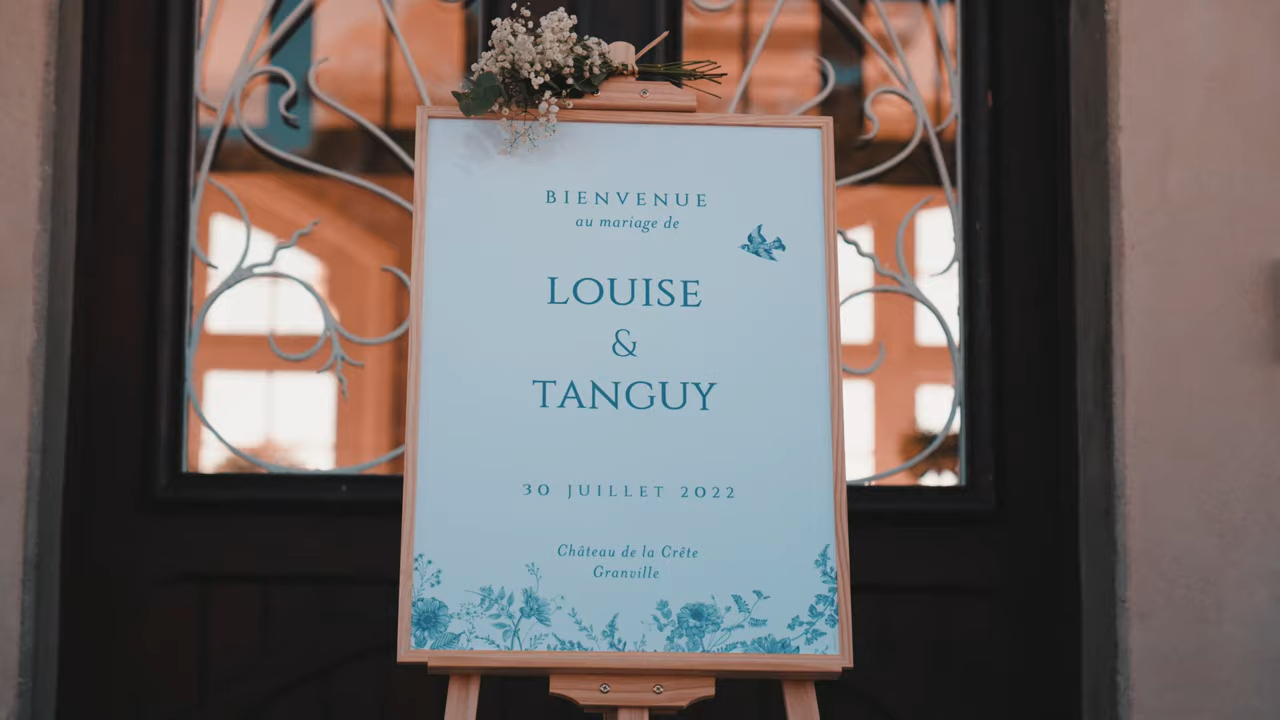 BIENVENUE
au mariage de
LOUISE
&
TANGUY
30 JUILLET 2022
Château de la Crête
Granville